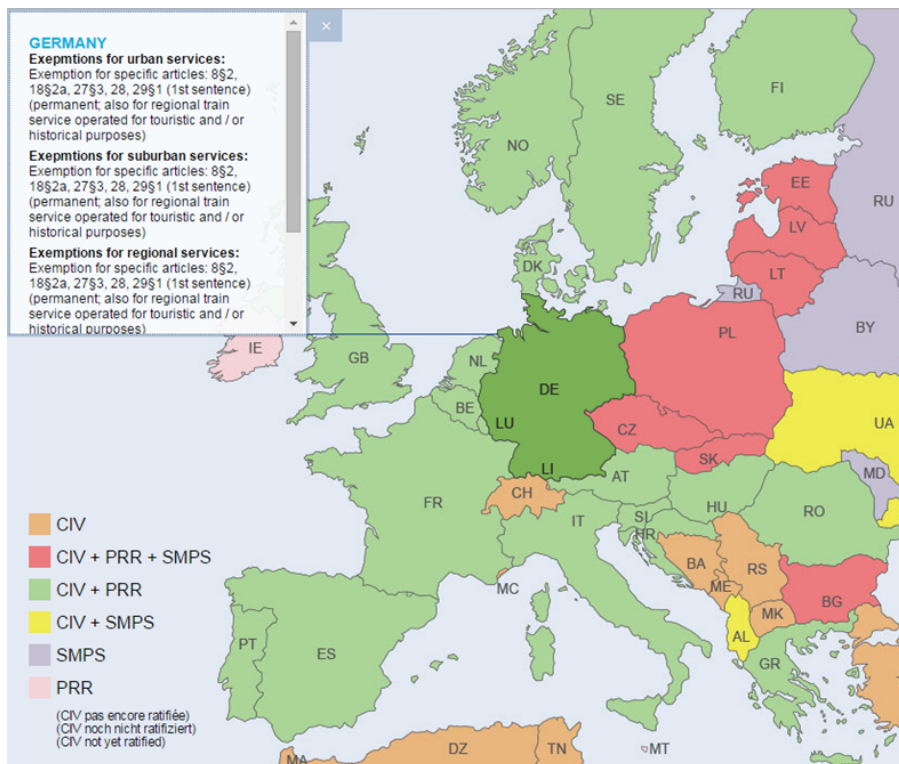 GERMANY
Exepmtions for urban services:
Exemption for specific articles: 8§2,
18§2a, 27§3, 28, 29§1 (1st sentence)
(permanent; also for regional train
service operated for touristic and / or
historical purposes)
Exepmtions for suburban services:
Exemption for specific articles: 8§2,
18§2a, 27§3, 28, 29§1 (1st sentence)
(permanent; also for regional train
service operated for touristic and / or
historical purposes)
Exemptions for regional services:
Exemption for specific articles: 8§2,
18§2a, 27§3, 28, 29§1 (1st sentence)
(permanent; also for regional train
service operated for touristic and / or
historical purposes)
×
FI
SE
NO
EE
RU
LV
DK
LT
RU
BY
PL
IE
GB
NL
DE
BE
LU
CZ
UA
SK
MD
LI
AT
CH
FR
HU
RO
IT
SI
HR
BA
RS
MC
ME
MK
BG
AL
PT
ES
GR
MA
DZ
TN
MT
CIV
CIV + PRR + SMPS
CIV + PRR
CIV + SMPS
SMPS
PRR
(CIV pas encore ratifiée)
(CIV noch nicht ratifiziert)
(CIV not yet ratified)